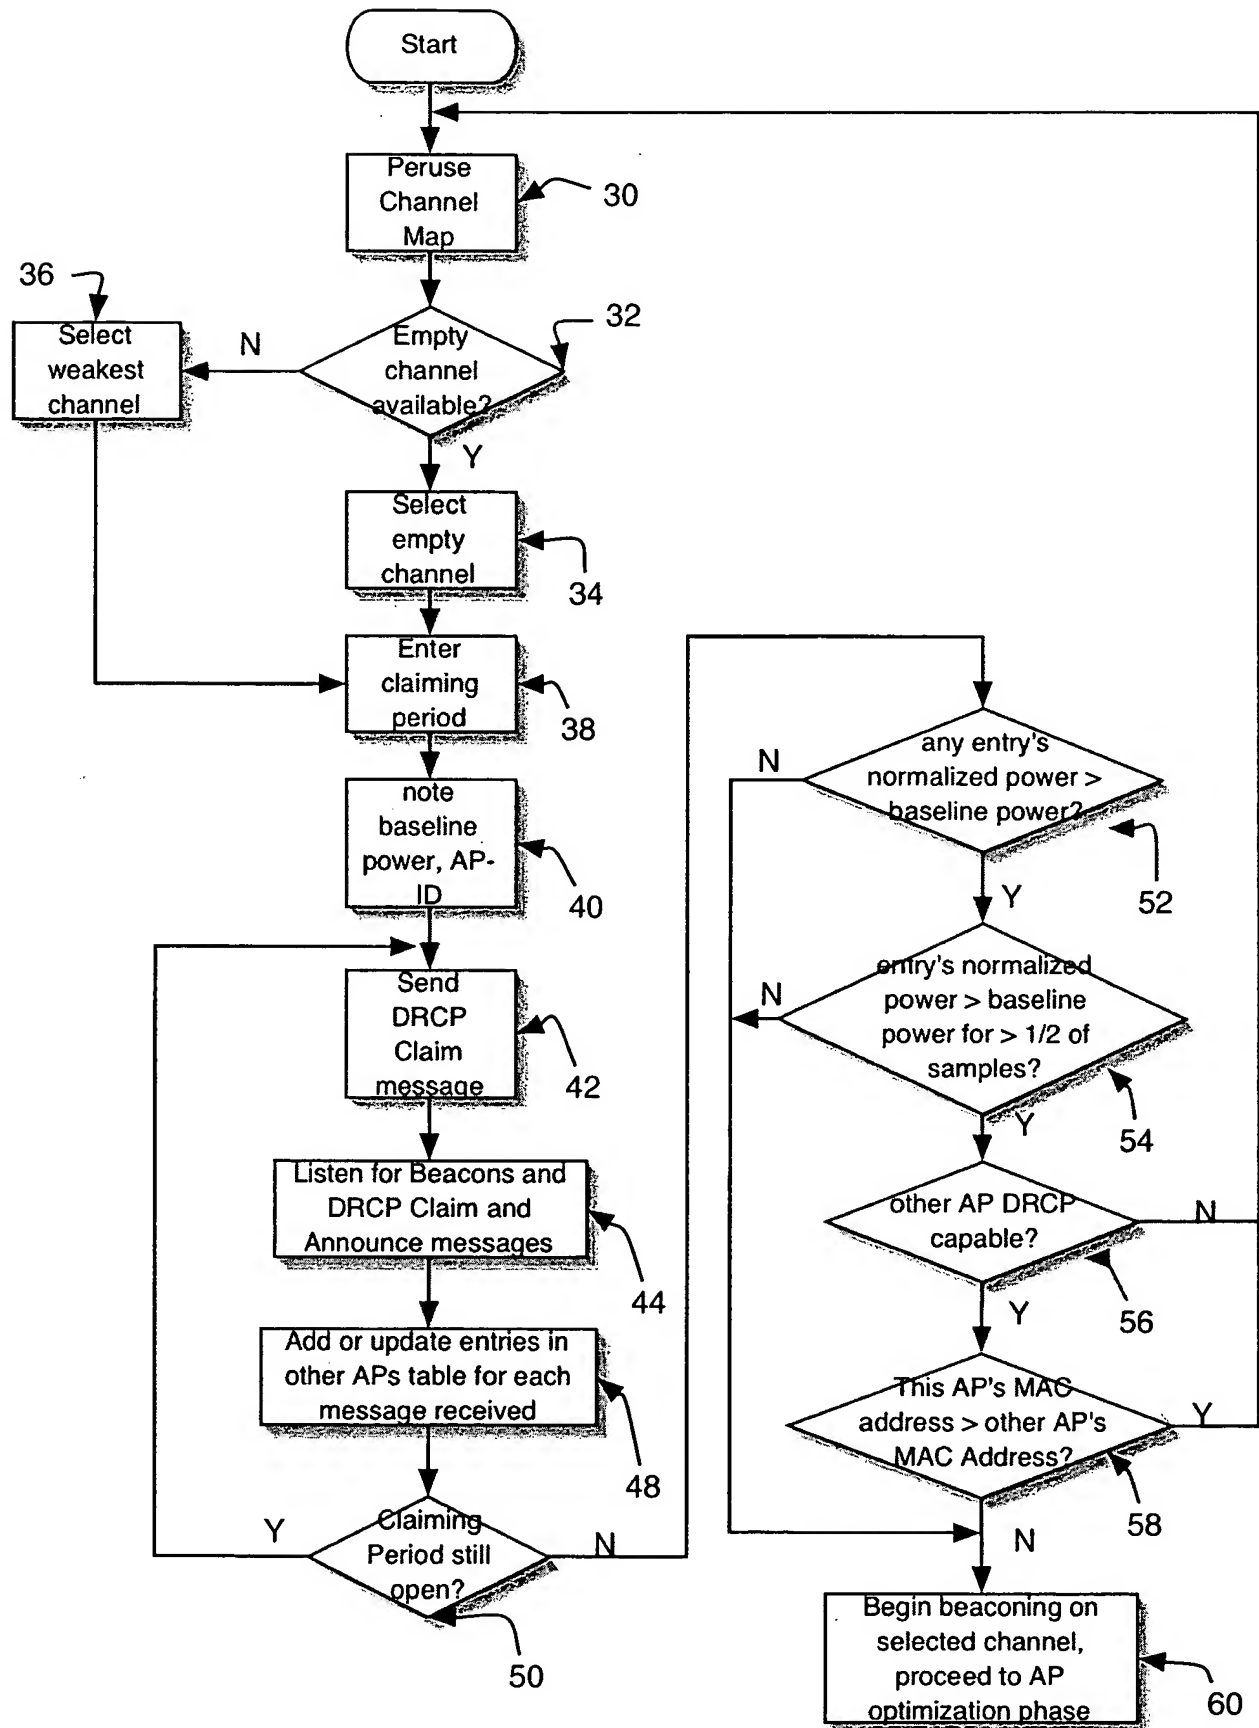 Start
Peruse
Channel
Map
30
36
Select
weakest
channel
N
Empty
channel
available?
32
Y
Select
empty
channel
34
Enter
claiming
period
38
note
baseline
power, AP-
ID
40
Send
DRCP
Claim
message
42
Listen for Beacons and
DRCP Claim and
Announce messages
44
Add or update entries in
other APs table for each
message received
48
Y
Claiming
Period still
open?
N
50
N
any entry's
normalized power >
baseline power?
52
Y
N
entry's normalized
power > baseline
power for > 1/2 of
samples?
54
Y
other AP DRCP
capable?
N
56
Y
This AP's MAC
address > other AP's
MAC Address?
Y
58
N
Begin beaconing on
selected channel,
proceed to AP
optimization phase
60